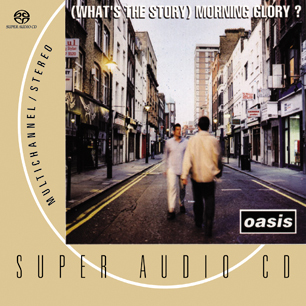 SUPER AUDIO CD
(WHAT'S THE STORY) MORNING GLORY ?
MULTICHANNEL/STEREO
oasis
SUPER AUDIO CD